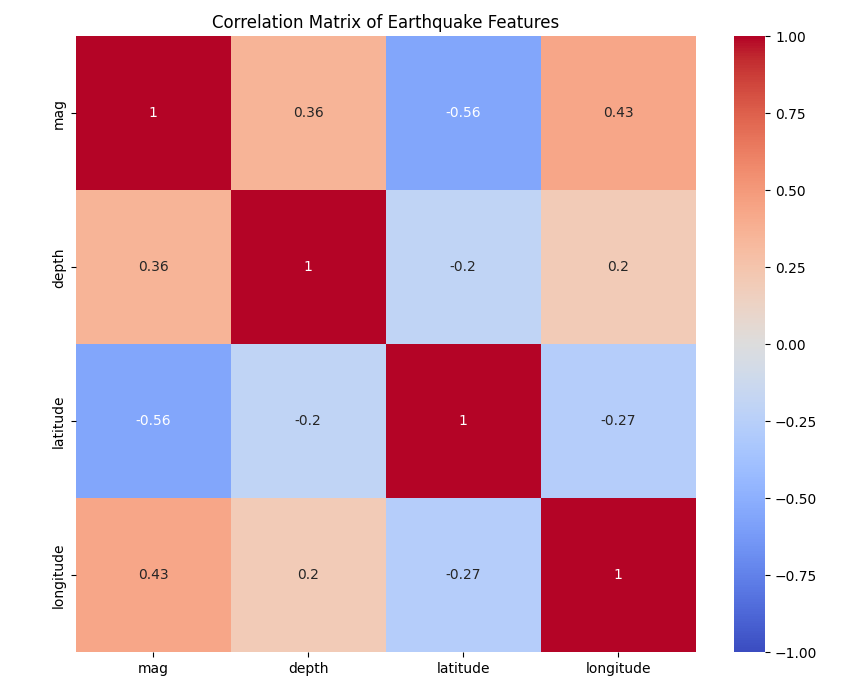 Correlation Matrix of Earthquake Features
mag 1 0.36 -0.56 0.43
depth 0.36 1 -0.2 0.2
latitude -0.56 -0.2 1 -0.27
longitude 0.43 0.2 -0.27 1
mag depth latitude longitude
1.00
0.75
0.50
0.25
0.00
−0.25
−0.50
−0.75
−1.00